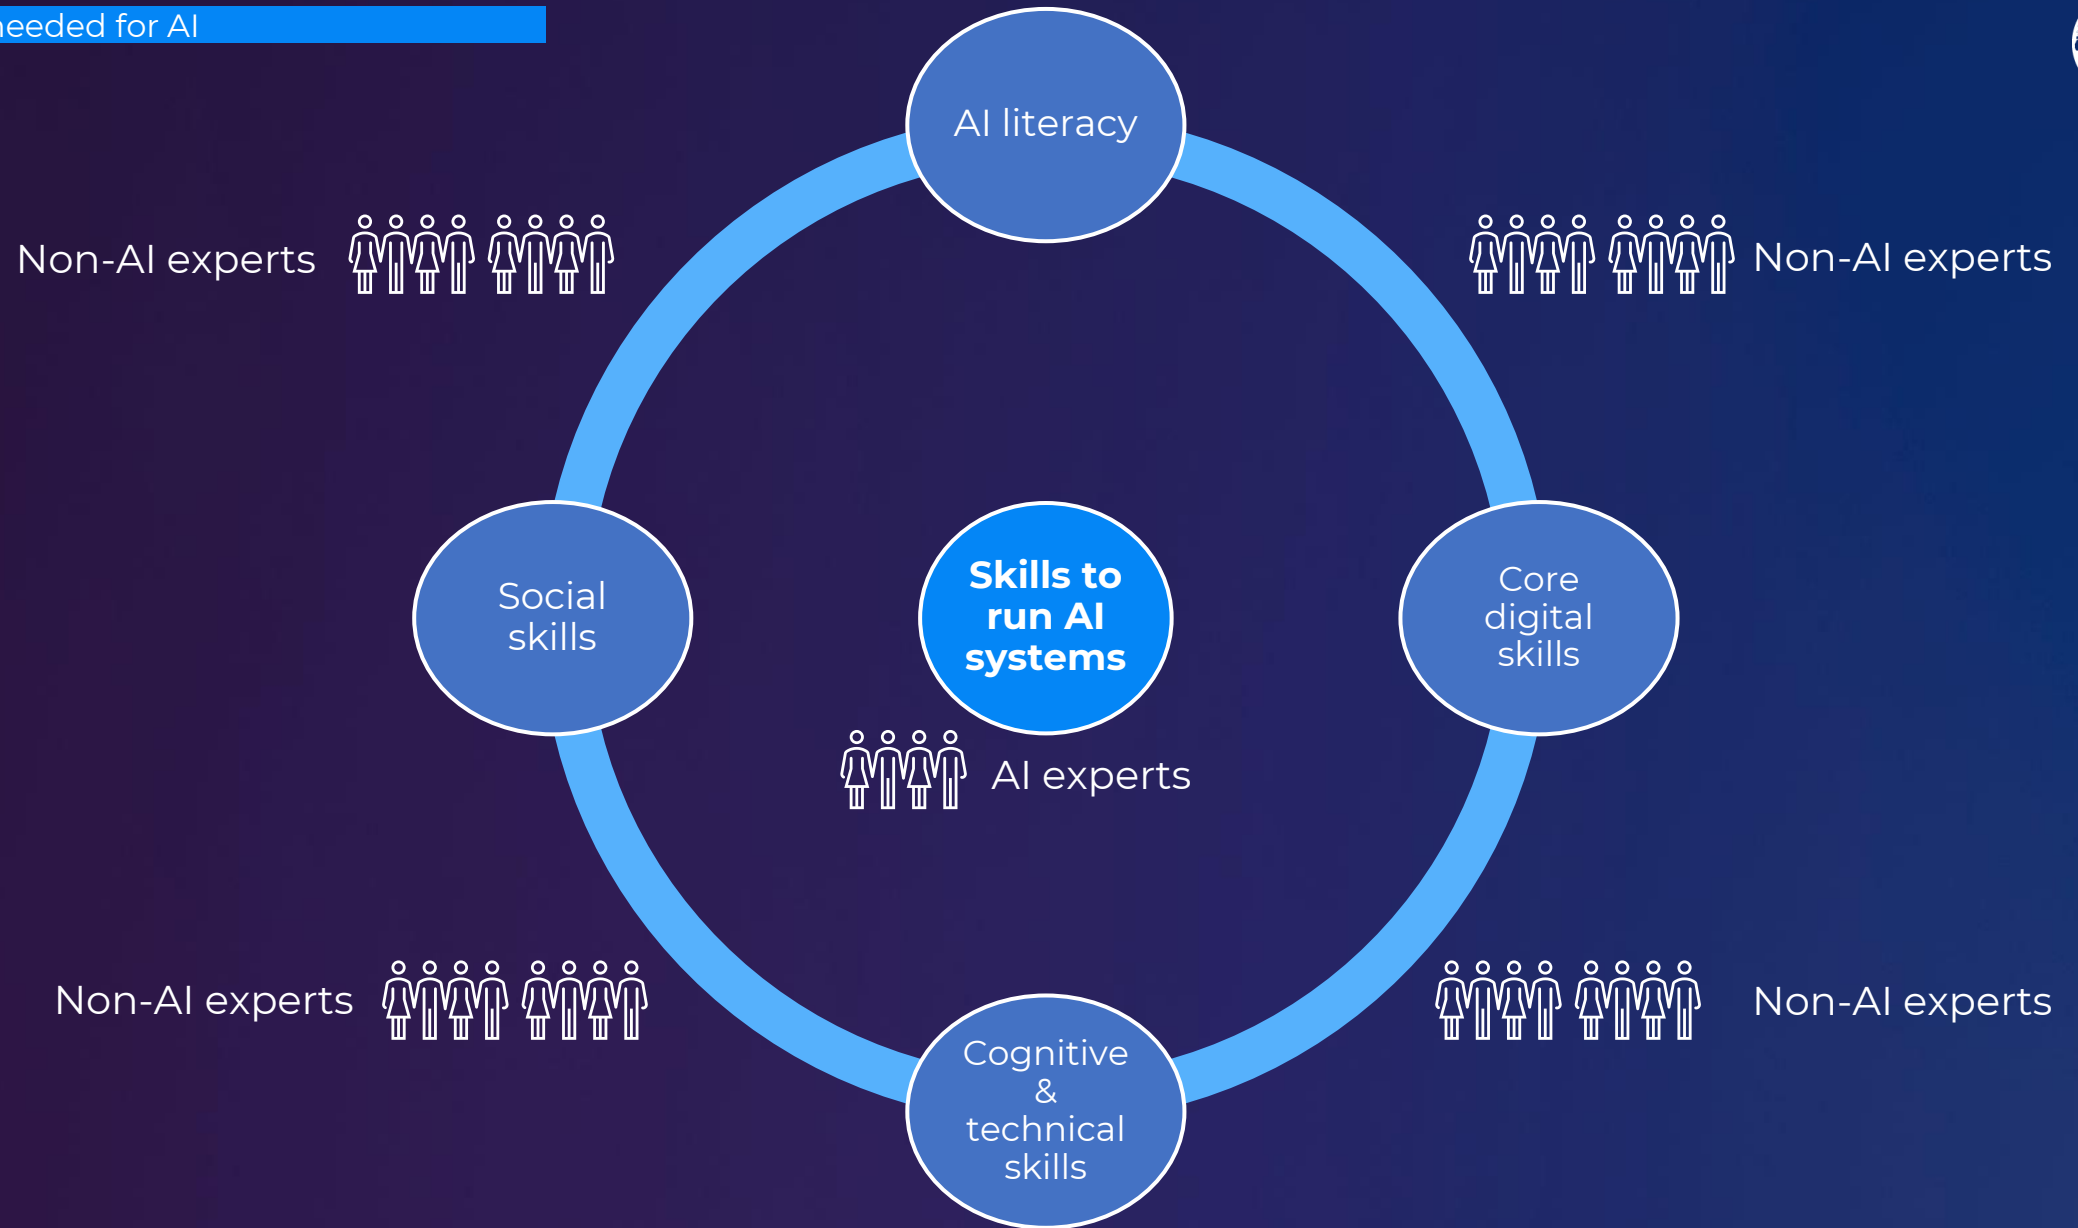 needed for AI
AI literacy
Non-AI experts
Non-AI experts
Social
skills
Skills to
run AI
systems
Core
digital
skills
AI experts
Non-AI experts
Non-AI experts
Cognitive
&
technical
skills